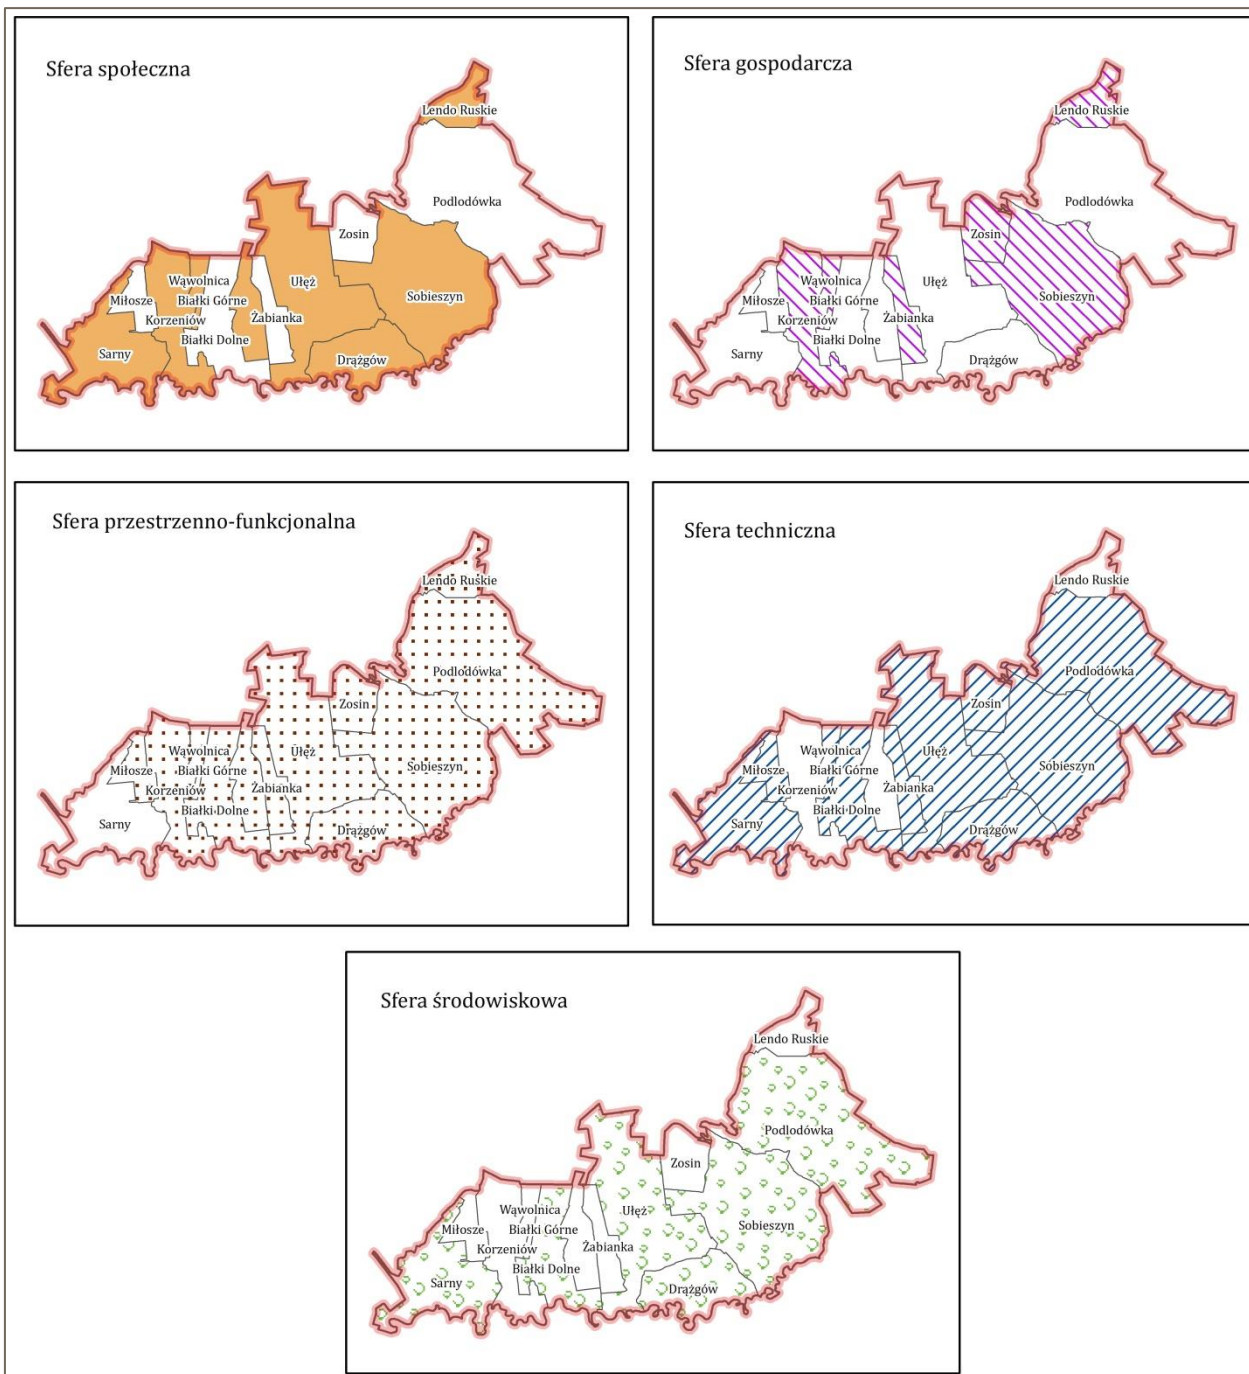 Sfera społeczna
Lendo Ruskie
Podlodówka
Zosin
Wąwolnica
Ułęż
Sobieszyn
Miłosze
Białki Górne
Żabianka
Korzeniów
Białki Dolne
Sarny
Drążgów
Sfera gospodarcza
Lendo Ruskie
Podlodówka
Zosin
Wąwolnica
Ułęż
Sobieszyn
Miłosze
Białki Górne
Żabianka
Korzeniów
Białki Dolne
Sarny
Drążgów
Sfera przestrzenno-funkcjonalna
Lendo Ruskie
Podlodówka
Zosin
Wąwolnica
Ułęż
Sobieszyn
Miłosze
Białki Górne
Żabianka
Korzeniów
Białki Dolne
Sarny
Drążgów
Sfera techniczna
Lendo Ruskie
Podlodówka
Zosin
Wąwolnica
Ułęż
Sobieszyn
Miłosze
Białki Górne
Żabianka
Korzeniów
Białki Dolne
Sarny
Drążgów
Sfera środowiskowa
Lendo Ruskie
Podlodówka
Zosin
Wąwolnica
Ułęż
Sobieszyn
Miłosze
Białki Górne
Żabianka
Korzeniów
Białki Dolne
Sarny
Drążgów